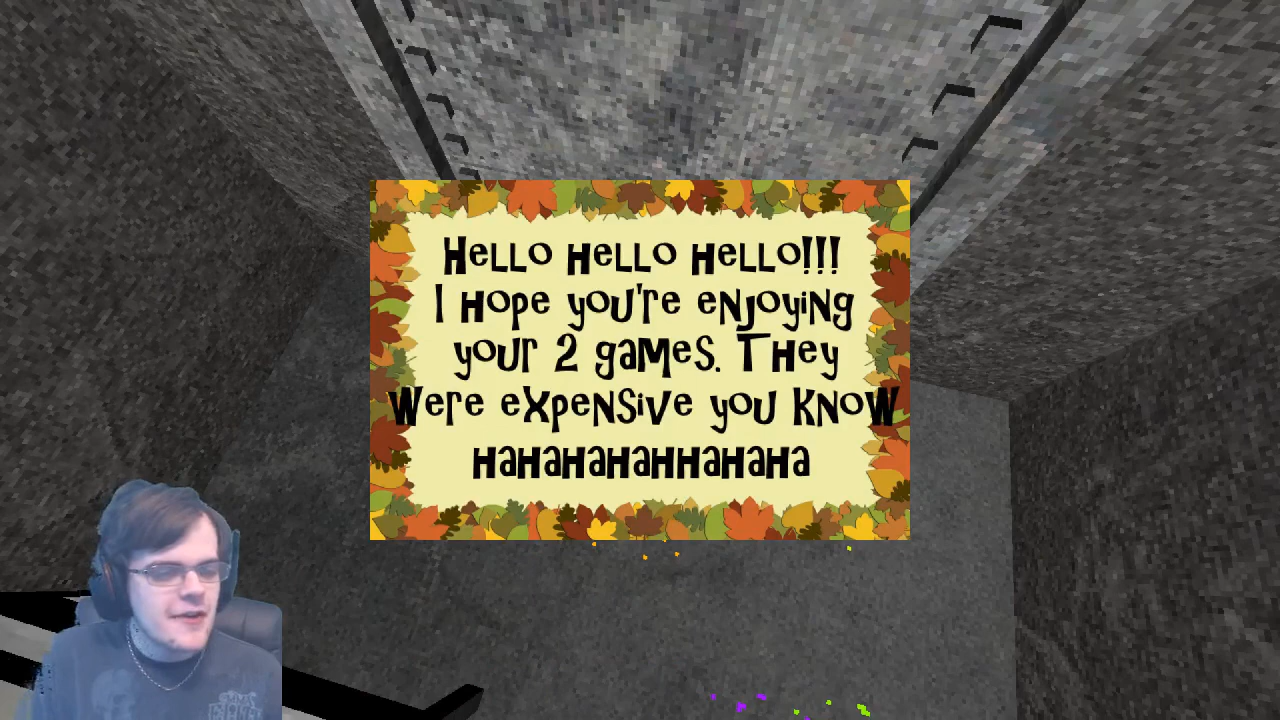 Hello Hello Hello!!!
I Hope you're enjoying
your 2 games. They
were expensive you know
HaHaHaHaHHaHaHa